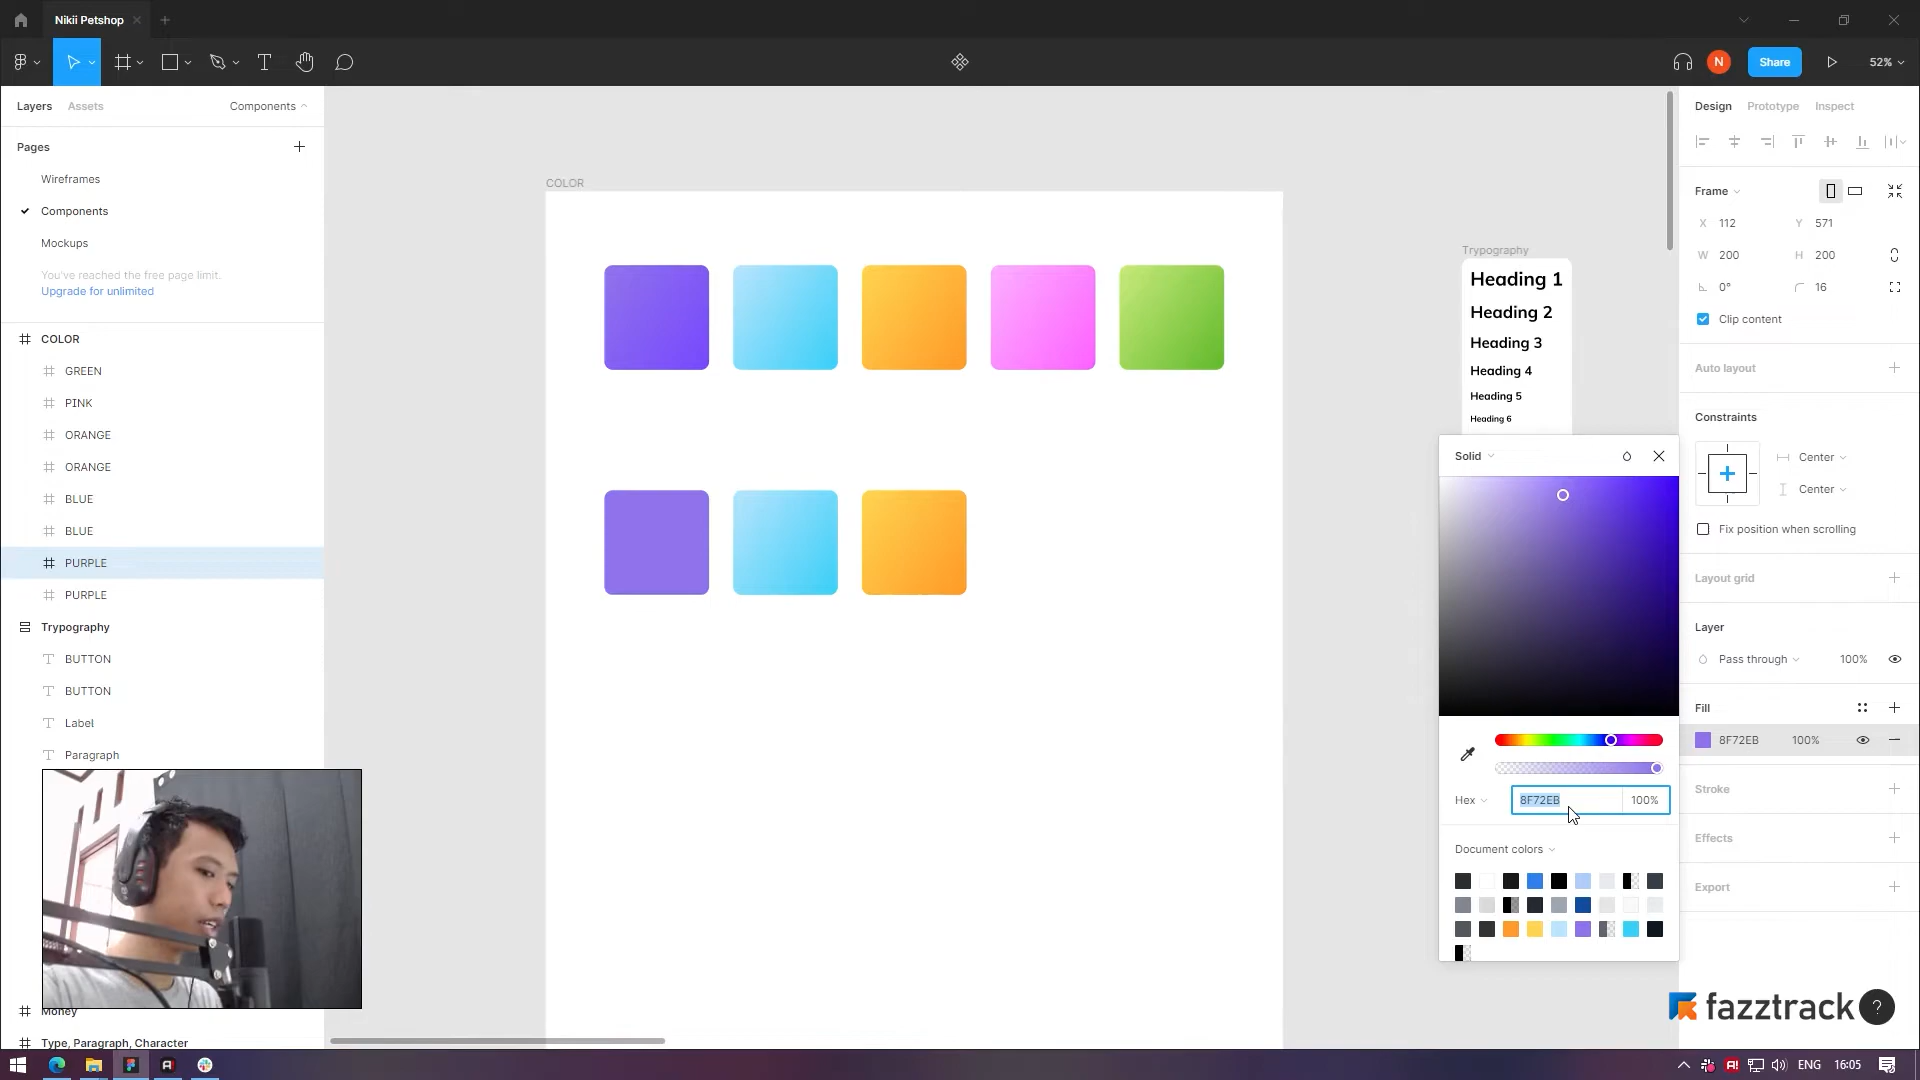 Nikii Petshop
Share
52%
Layers
Assets
Components
Pages
Wireframes
Components
Mockups
You've reached the free page limit.
Upgrade for unlimited
COLOR
GREEN
PINK
ORANGE
ORANGE
BLUE
BLUE
PURPLE
PURPLE
Trypography
BUTTON
BUTTON
Label
Paragraph
Money
Type, Paragraph, Character
COLOR
Trypography
Heading 1
Heading 2
Heading 3
Heading 4
Heading 5
Heading 6
Solid
Hex
8F72EB
100%
Document colors
Design
Prototype
Inspect
Frame
X 112
Y 571
W 200
H 200
0°
16
Clip content
Auto layout
Constraints
Center
Center
Fix position when scrolling
Layout grid
Layer
Pass through
100%
Fill
8F72EB
100%
Stroke
Effects
Export
fazztrack
?
N
ENG
16:05